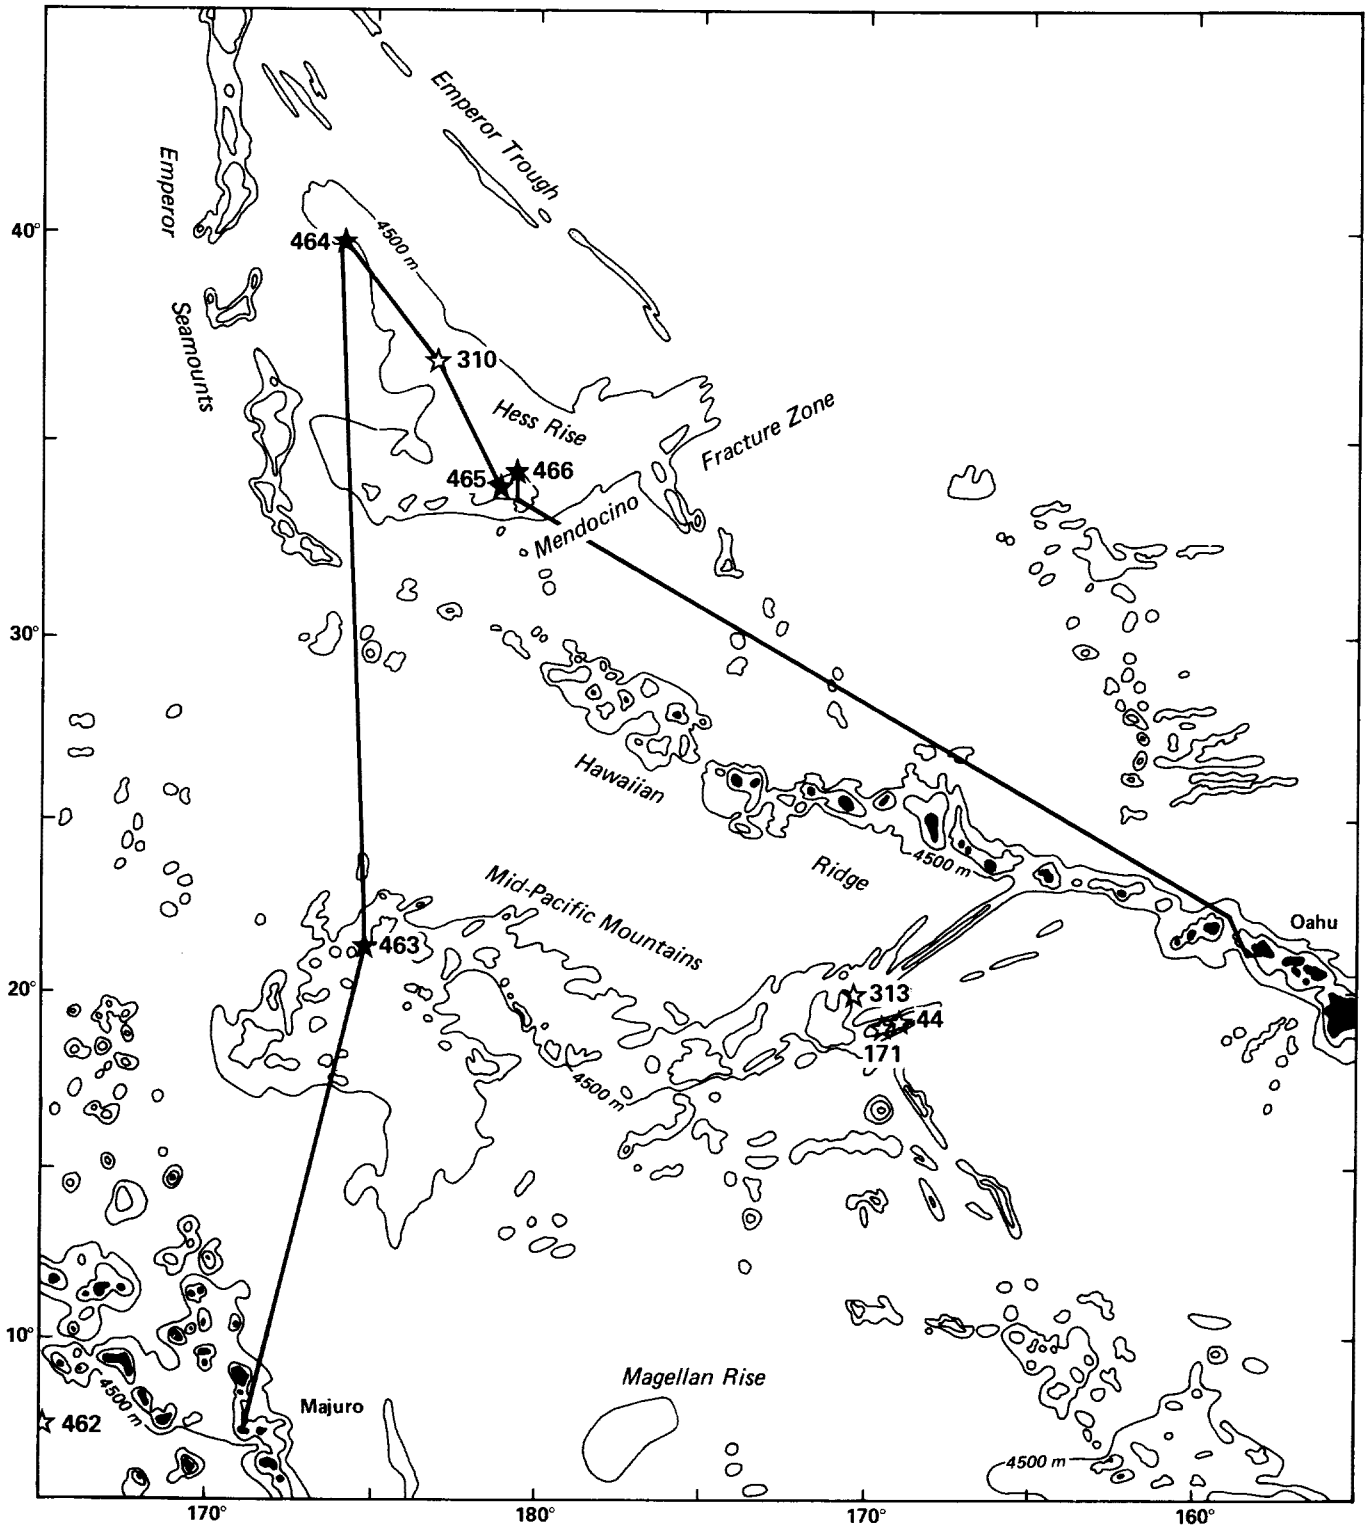 Emperor Trough
Emperor
40°
464
4500 m
Seamounts
310
Hess Rise
Fracture Zone
465
466
Mendocino
30°
Hawaiian
4500 m
Ridge
Mid-Pacific Mountains
Oahu
463
20°
313
44
171
4500 m
10°
Magellan Rise
4500 m
Majuro
462
4500 m
170°
180°
170°
160°